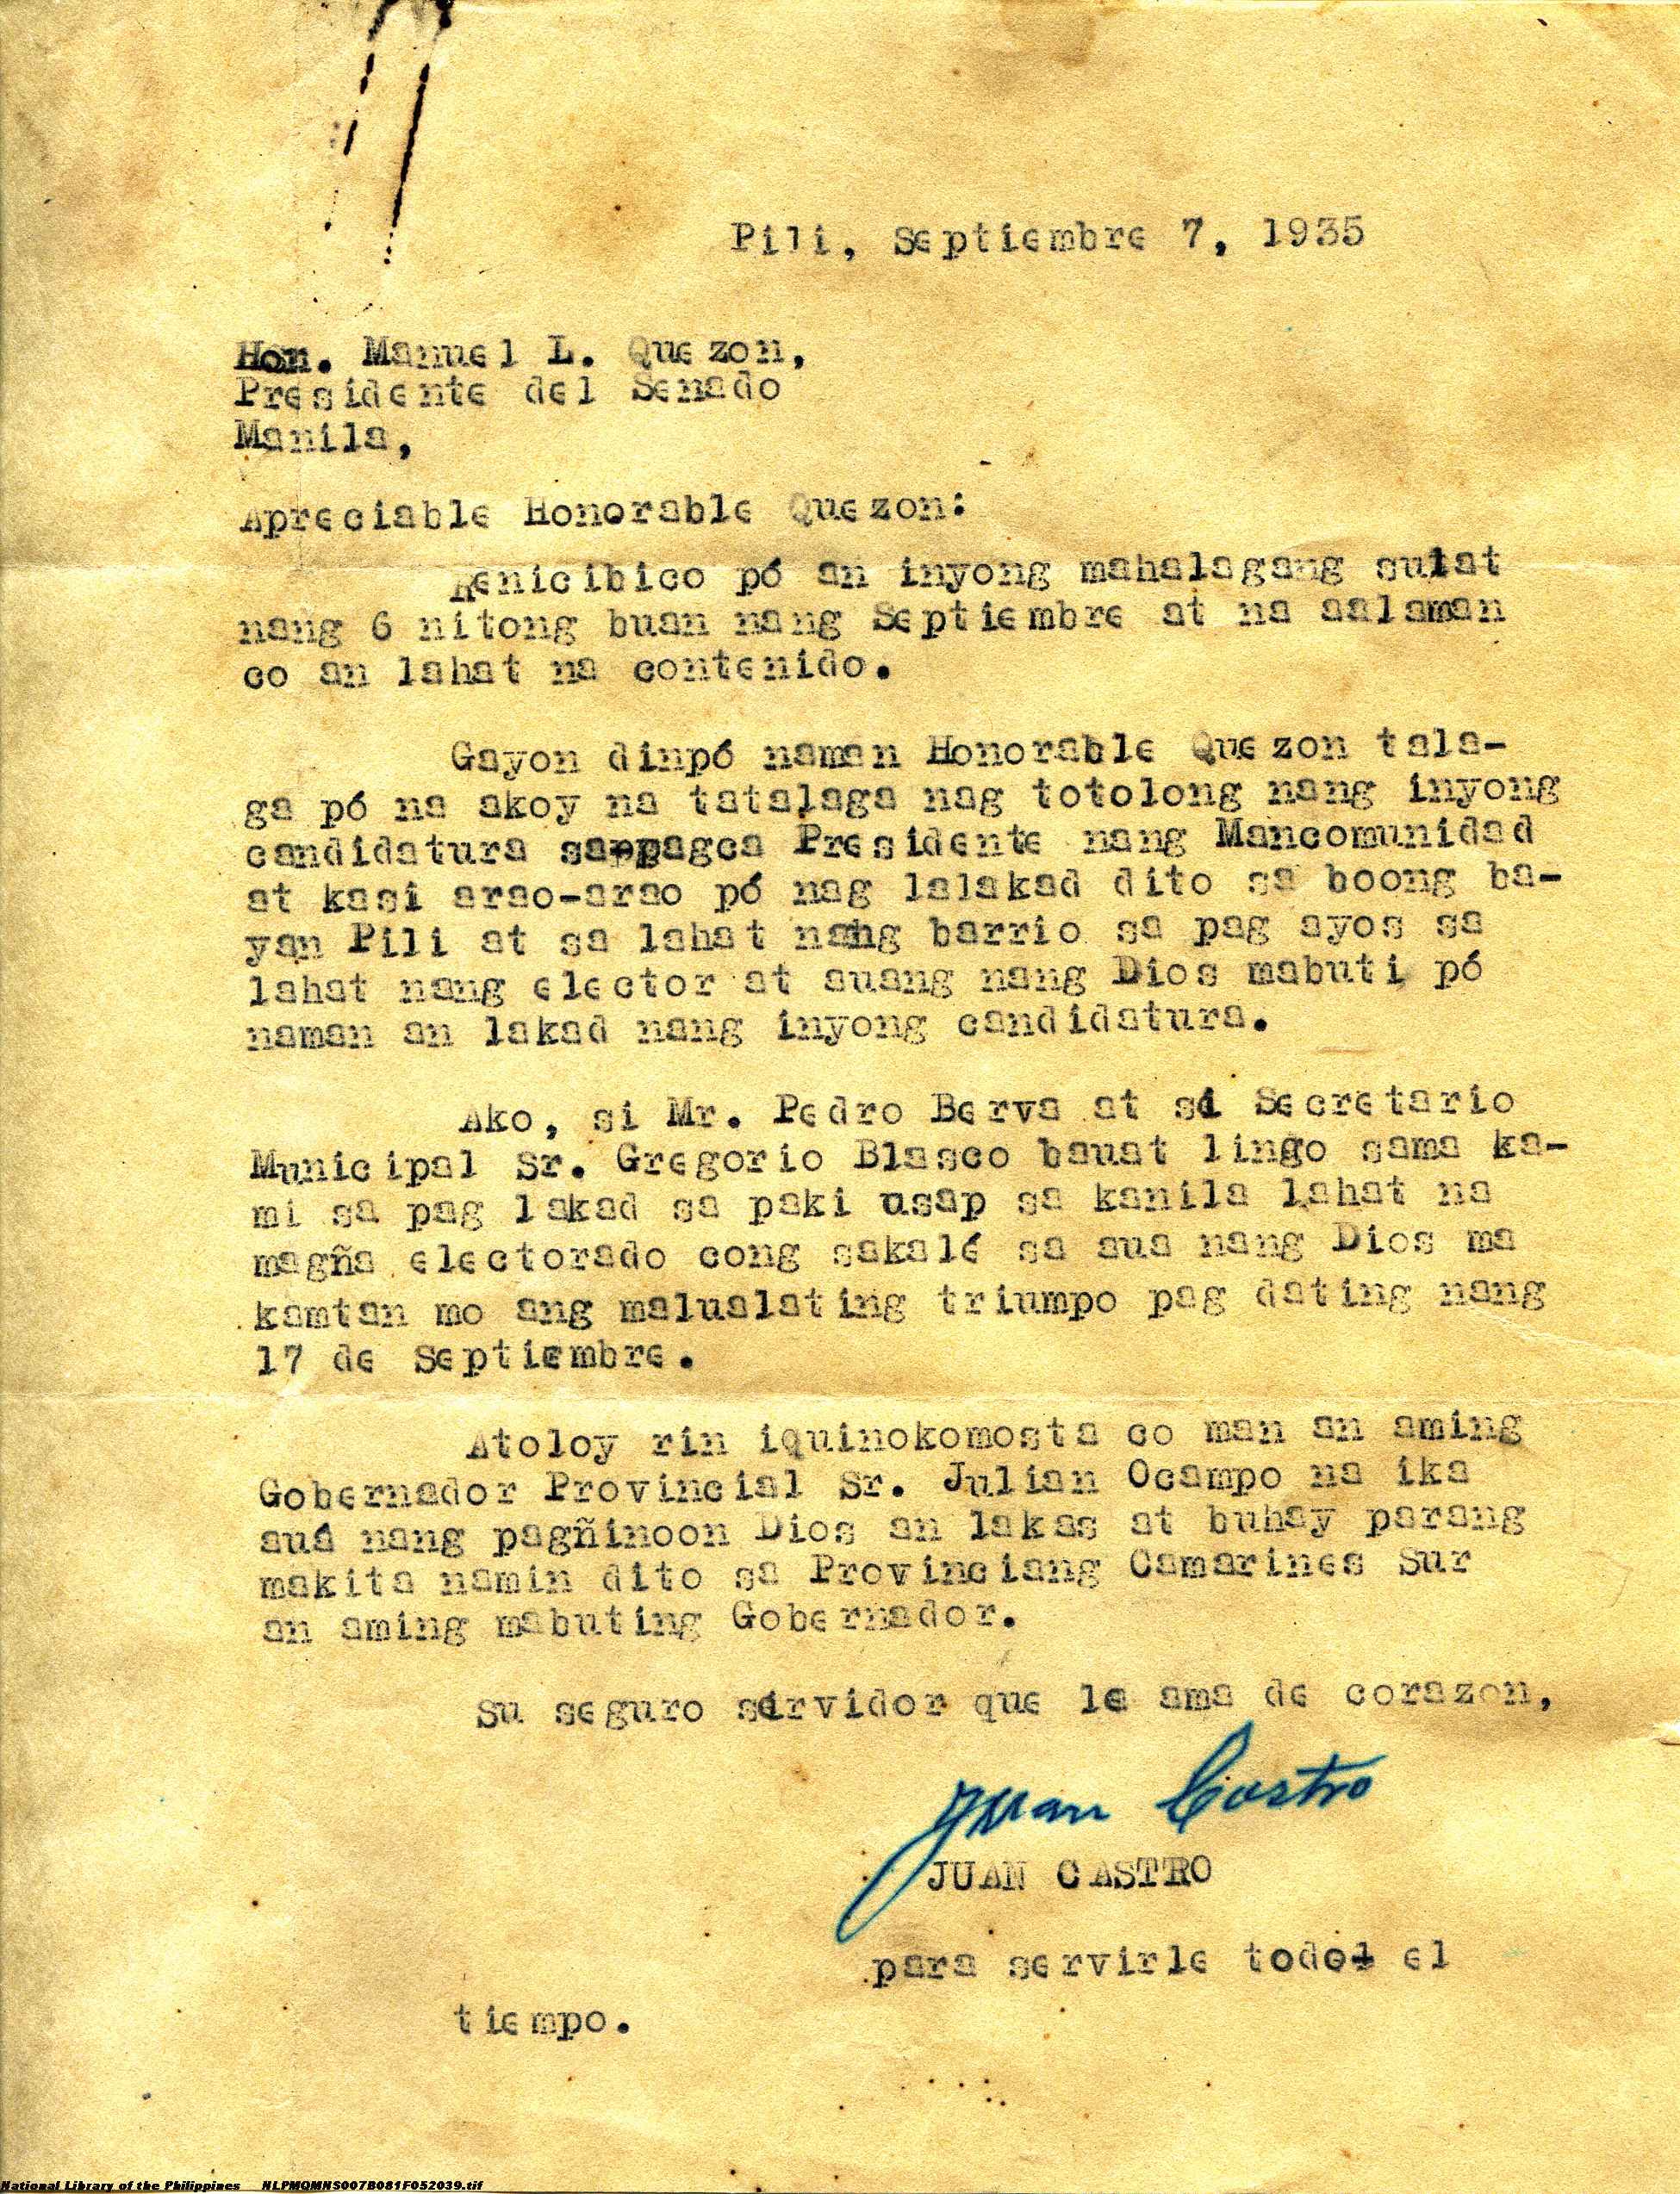 Pili, Septiembre 7, 1935
Hon. Manuel L. Quezon,
Presidente del Senado
Manila,
Apreciable Honorable Quezon:
Renicibico pó an inyong mahalagang sulat
nang 6 nitong buan nang Septiembre at na aalaman
co an lahat na contenido.
Gayon dinpó naman Honorable Quezon tala-
ga pó na akoy na tatalaga nag totolong nang inyong
candidatura sa pagca Presidente nang Mancomunidad
at kasi arao-arao pó nag lalakad dito sa boong ba-
yan Pili at sa lahat nang barrio sa pag ayos sa
lahat nang elector at auang nang Dios mabuti pó
naman an lakad nang inyong candidatura.
Ako, si Mr. Pedro Berva at si Secretario
Municipal Sr. Gregorio Blasco bauat lingo sama ka-
mi sa pag lakad sa paki usap sa kanila lahat na
magña electorado cong sakalé sa aua nang Dios ma
kamtan mo ang malualating triumpo pag dating nang
17 de Septiembre.
Atoloy rin iquinokomosta co man an aming
Gobernador Provincial Sr. Julian Ocampo na ika
auá nang pagñinoon Dios an lakas at buhay parang
makita namin dito sa Provinciang Camarines Sur
an aming mabuting Gobernador.
Su seguro servidor que le ama de corazon,
Juan Castro
JUAN CASTRO
para servirle todo el
tiempo.
National Library of the Philippines NLPMQMNS007B081F052039.tif